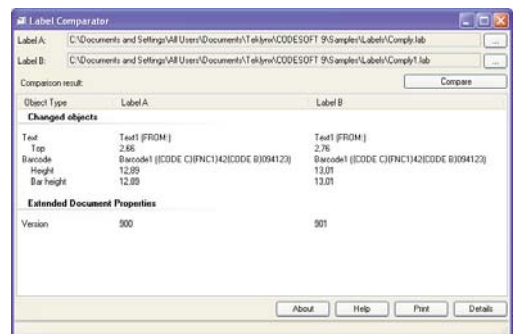 Label Comparator
Label A: C:\Documents and Settings\All Users\Documents\Teklynx\CODESOFT 9\Samples\Labels\Comply.lab ...
Label B: C:\Documents and Settings\All Users\Documents\Teklynx\CODESOFT 9\Samples\Labels\Comply1.lab ...
Comparison result: Compare
Object Type Label A Label B
Changed objects
Text Text1 (FROM:) Text1 (FROM:)
Top 2,66 2,76
Barcode Barcode1 ({CODE C}{FNC1}42{CODE B}094123) Barcode1 ({CODE C}{FNC1}42{CODE B}094123)
Height 12,89 13,01
Bar height 12,89 13,01
Extended Document Properties
Version 900 901
About Help Print Details